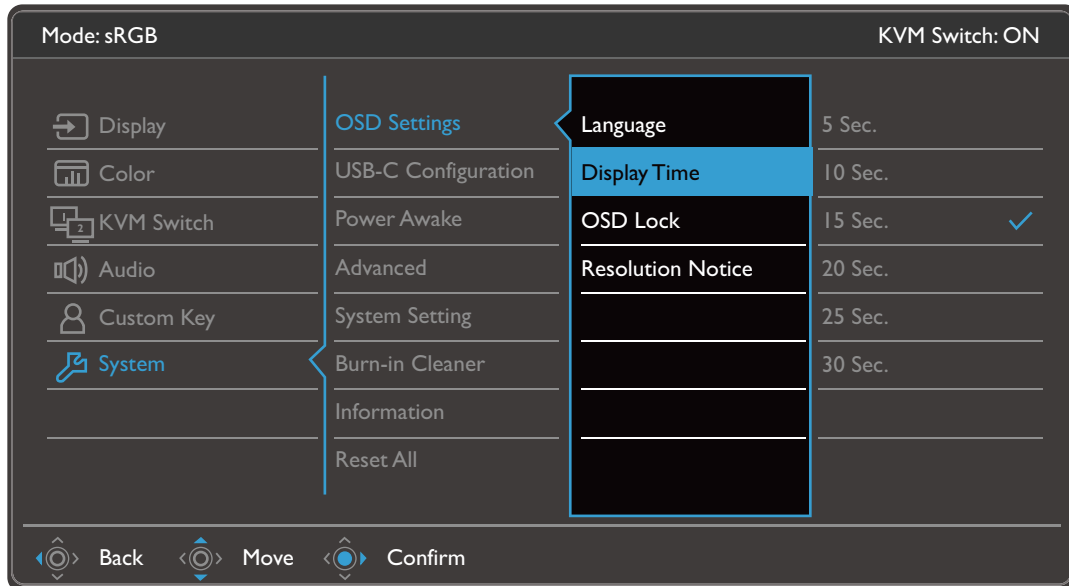 Mode: sRGB
KVM Switch: ON
Display
Color
1 2 KVM Switch
Audio
Custom Key
System
OSD Settings
USB-C Configuration
Power Awake
Advanced
System Setting
Burn-in Cleaner
Information
Reset All
Language
Display Time
OSD Lock
Resolution Notice
5 Sec.
10 Sec.
15 Sec.
20 Sec.
25 Sec.
30 Sec.
Back
Move
Confirm